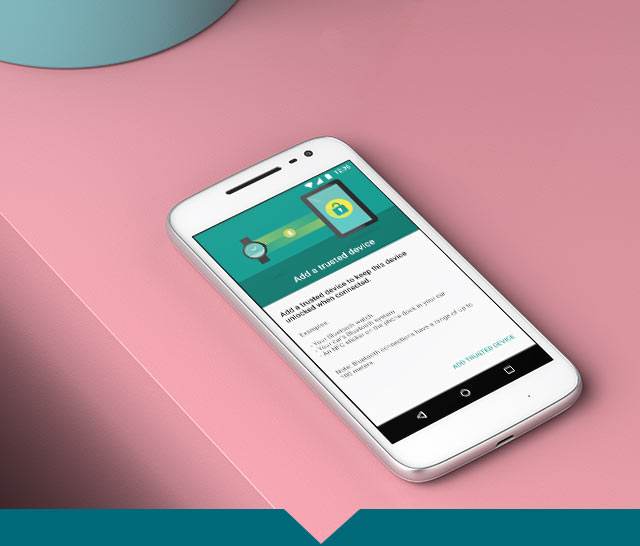 12:35
Add a trusted device
Add a trusted device to keep this device
unlocked when connected.
Examples:
- Your Bluetooth watch
- Your car's Bluetooth system
- An NFC sticker on the phone dock in your car
Note: Bluetooth connections have a range of up to
100 meters.
ADD TRUSTED DEVICE